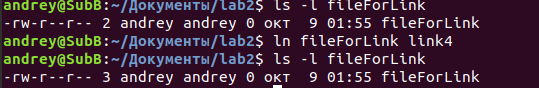 andrey@SubB:~/Документы/lab2$ ls -l fileForLink
-rw-r--r-- 2 andrey andrey 0 окт  9 01:55 fileForLink
andrey@SubB:~/Документы/lab2$ ln fileForLink link4
andrey@SubB:~/Документы/lab2$ ls -l fileForLink
-rw-r--r-- 3 andrey andrey 0 окт  9 01:55 fileForLink